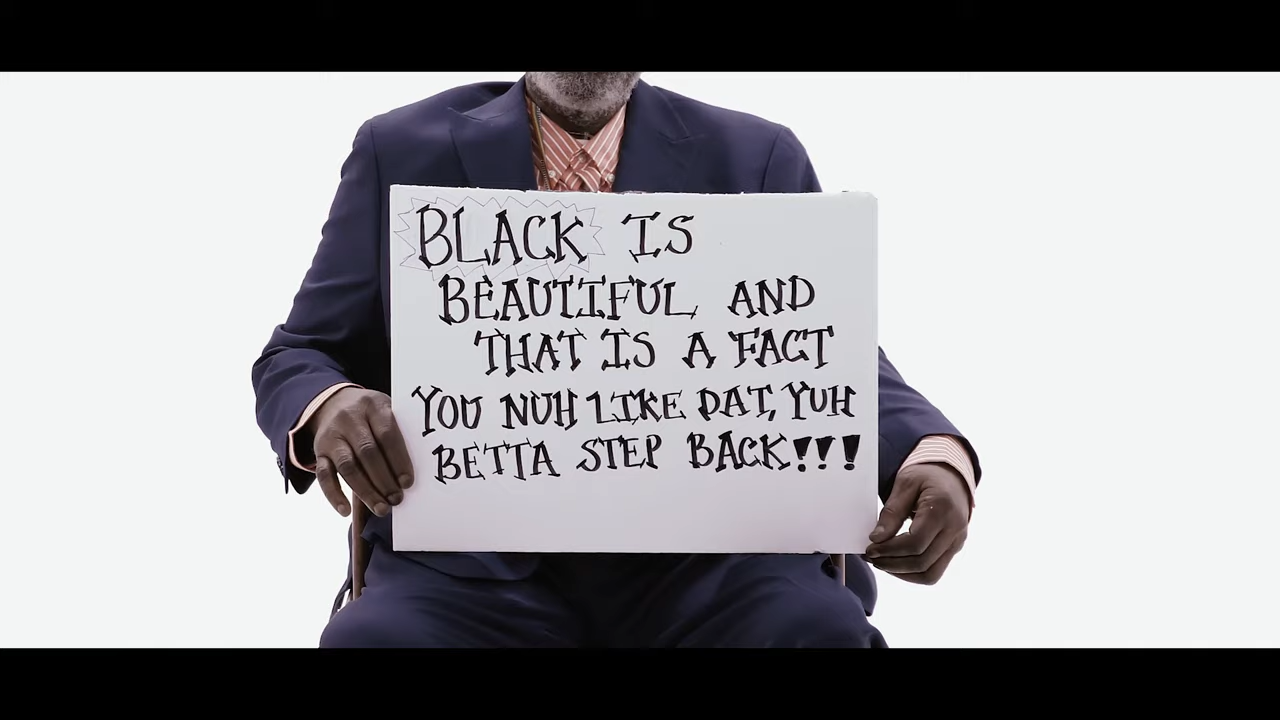 BLACK IS
BEAUTIFUL AND
THAT IS A FACT
YOU NUH LIKE DAT, YUH
BETTA STEP BACK!!!